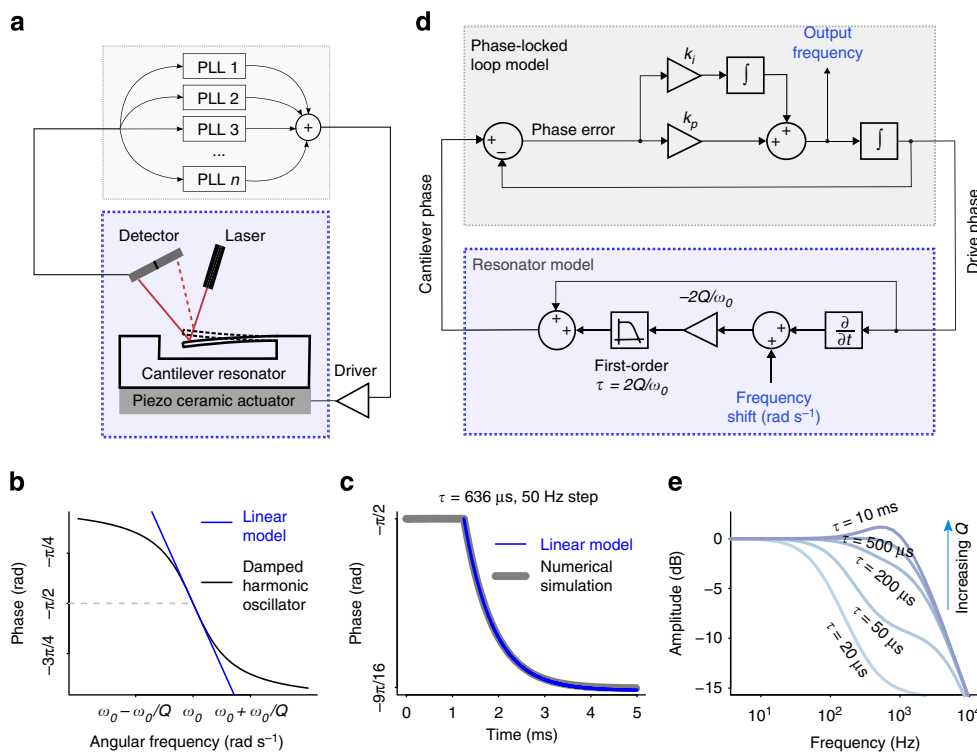 a
PLL 1
PLL 2
PLL 3
...
PLL n
+
Detector
Laser
Cantilever resonator
Driver
Piezo ceramic actuator
d
Phase-locked
loop model
Output
frequency
k_i
∫
Phase error
k_p
+
−
+
+
∫
Cantilever phase
Drive phase
Resonator model
−2Q/ω₀
+
+
First-order
τ = 2Q/ω₀
+
+
∂/∂t
Frequency
shift (rad s⁻¹)
b
Linear
model
Damped
harmonic
oscillator
Phase (rad)
−π/4
−π/2
−3π/4
ω₀ − ω₀/Q
ω₀
ω₀ + ω₀/Q
Angular frequency (rad s⁻¹)
c
τ = 636 μs, 50 Hz step
Linear model
Numerical
simulation
Phase (rad)
−π/2
−9π/16
0 1 2 3 4 5
Time (ms)
e
τ = 10 ms
τ = 500 μs
τ = 200 μs
τ = 50 μs
τ = 20 μs
Increasing Q
Amplitude (dB)
0
−5
−10
−15
10¹ 10² 10³ 10⁴
Frequency (Hz)